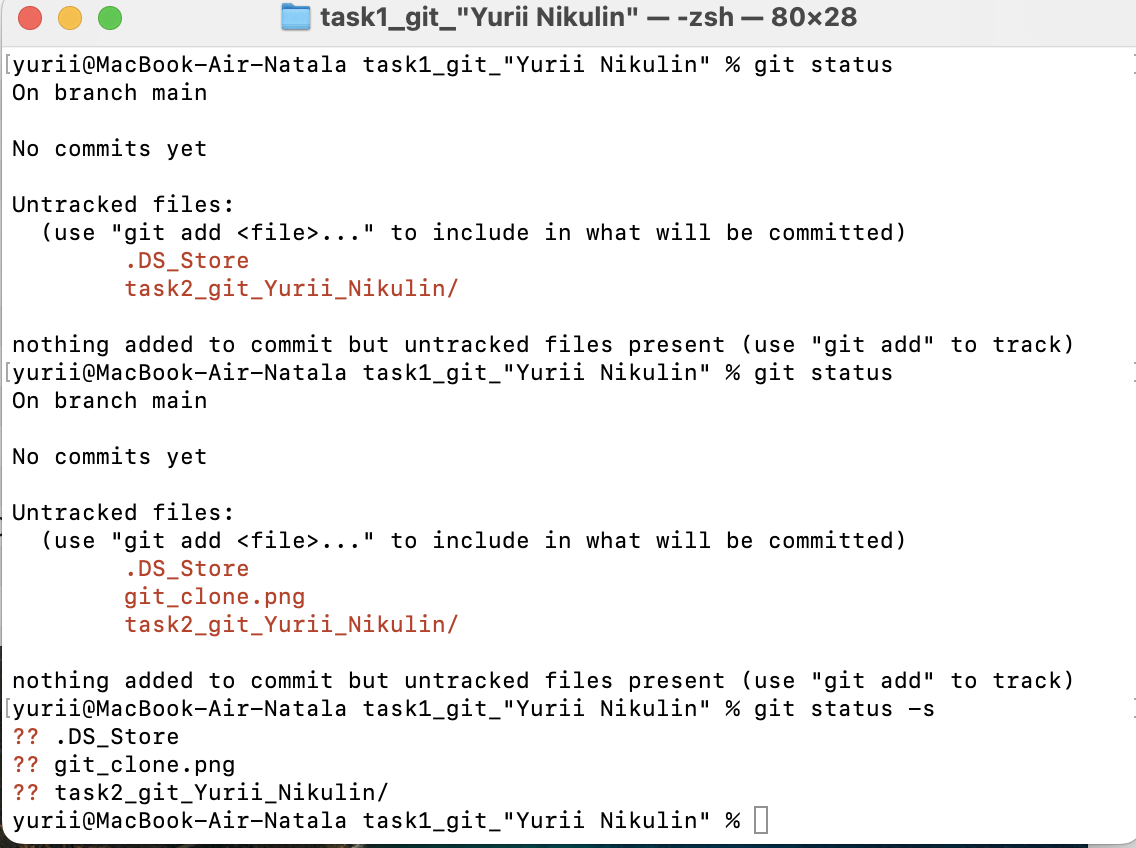 task1_git_"Yurii Nikulin" — -zsh — 80×28
[yurii@MacBook-Air-Natala task1_git_"Yurii Nikulin" % git status
On branch main
No commits yet
Untracked files:
  (use "git add <file>..." to include in what will be committed)
        .DS_Store
        task2_git_Yurii_Nikulin/
nothing added to commit but untracked files present (use "git add" to track)
[yurii@MacBook-Air-Natala task1_git_"Yurii Nikulin" % git status
On branch main
No commits yet
Untracked files:
  (use "git add <file>..." to include in what will be committed)
        .DS_Store
        git_clone.png
        task2_git_Yurii_Nikulin/
nothing added to commit but untracked files present (use "git add" to track)
[yurii@MacBook-Air-Natala task1_git_"Yurii Nikulin" % git status -s
?? .DS_Store
?? git_clone.png
?? task2_git_Yurii_Nikulin/
yurii@MacBook-Air-Natala task1_git_"Yurii Nikulin" %